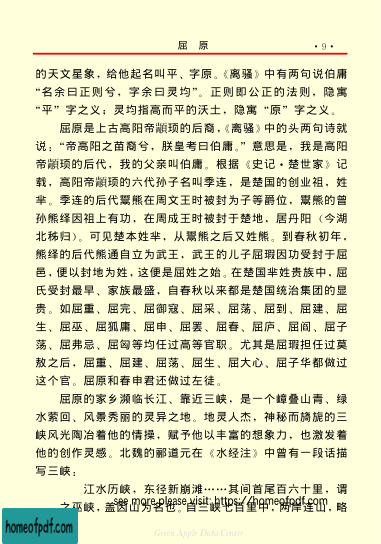 屈 原
·9·
的天文星象，给他起名叫平、字原。《离骚》中有两句说伯庸
“名余曰正则兮，字余曰灵均”。正则即公正的法则，隐寓
“平”字之义；灵均指高而平的沃土，隐寓“原”字之义。
屈原是上古高阳帝颛顼的后裔，《离骚》中的头两句诗就
说：“帝高阳之苗裔兮，朕皇考曰伯庸。”意思是，我是高阳
帝颛顼的后代，我的父亲叫伯庸。根据《史记·楚世家》记
载，高阳帝颛顼的六代孙子名叫季连，是楚国的创业祖，姓
芈。季连的后代鬻熊在周文王时被封为子等爵位，鬻熊的曾
孙熊绎因祖上有功，在周成王时被封于楚地，居丹阳（今湖
北秭归）。可见楚本姓芈，从鬻熊之后又姓熊。到春秋初年，
熊绎的后代熊通自立为武王，武王的儿子屈瑕因功受封于屈
邑，便以封地为姓，这便是屈姓之始。在楚国芈姓贵族中，屈
氏受封最早、家族最盛，自春秋以来都是楚国统治集团的显
贵。如屈重、屈完、屈御寇、屈采、屈荡、屈到、屈建、屈
生、屈巫、屈狐庸、屈申、屈罢、屈春、屈庐、屈阎、屈子
荡、屈弗忌、屈匄等均任过高等官职。尤其是屈瑕担任过莫
敖之后，屈重、屈建、屈荡、屈生、屈大心、屈子华都做过
这个官。屈原和春申君还做过左徒。
屈原的家乡濒临长江、靠近三峡，是一个嶂叠山青、绿
水萦回、风景秀丽的灵异之地。地灵人杰，神秘而旖旎的三
峡风光陶冶着他的情操，赋予他以丰富的想象力，也激发着
他的创作灵感。北魏的郦道元在《水经注》中曾有一段话描
写三峡：
江水历峡，东径新崩滩……其间首尾百六十里，谓
之巫峡，盖因山为名也。自三峡七百里中，两岸连山，略
see more please visit: https://homeofpdf.com
homeofpdf.com
Green Apple Data Center